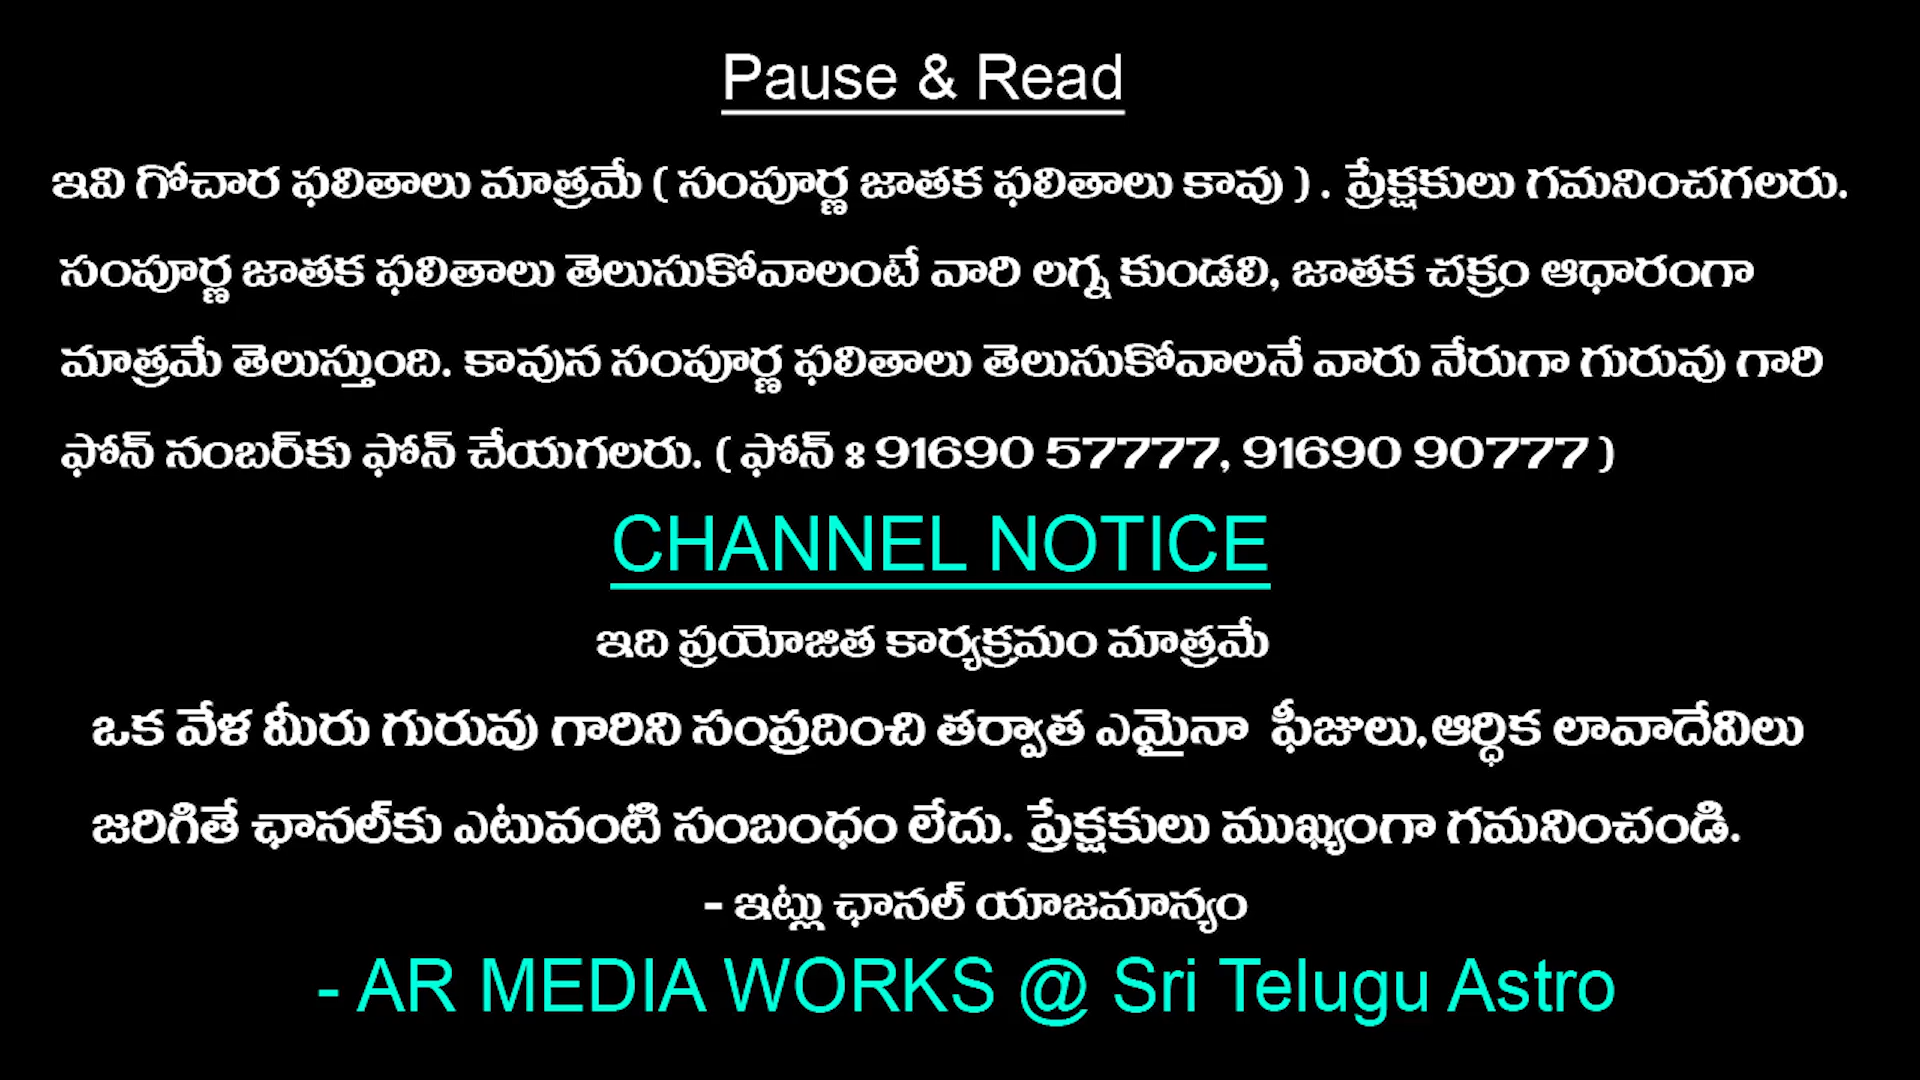 Pause & Read
ఇవి గోచార ఫలితాలు మాత్రమే ( సంపూర్ణ జాతక ఫలితాలు కావు ) . ప్రేక్షకులు గమనించగలరు.
సంపూర్ణ జాతక ఫలితాలు తెలుసుకోవాలంటే వారి లగ్న కుండలి, జాతక చక్రం ఆధారంగా
మాత్రమే తెలుస్తుంది. కావున సంపూర్ణ ఫలితాలు తెలుసుకోవాలనే వారు నేరుగా గురువు గారి
ఫోన్ నంబర్‌కు ఫోన్ చేయగలరు. ( ఫోన్ ః 91690 57777, 91690 90777 )
CHANNEL NOTICE
ఇది ప్రయోజిత కార్యక్రమం మాత్రమే
ఒక వేళ మీరు గురువు గారిని సంప్రదించి తర్వాత ఎమైనా ఫీజులు,ఆర్ధిక లావాదేవిలు
జరిగితే ఛానల్‌కు ఎటువంటి సంబంధం లేదు. ప్రేక్షకులు ముఖ్యంగా గమనించండి.
- ఇట్లు ఛానల్ యాజమాన్యం
- AR MEDIA WORKS @ Sri Telugu Astro